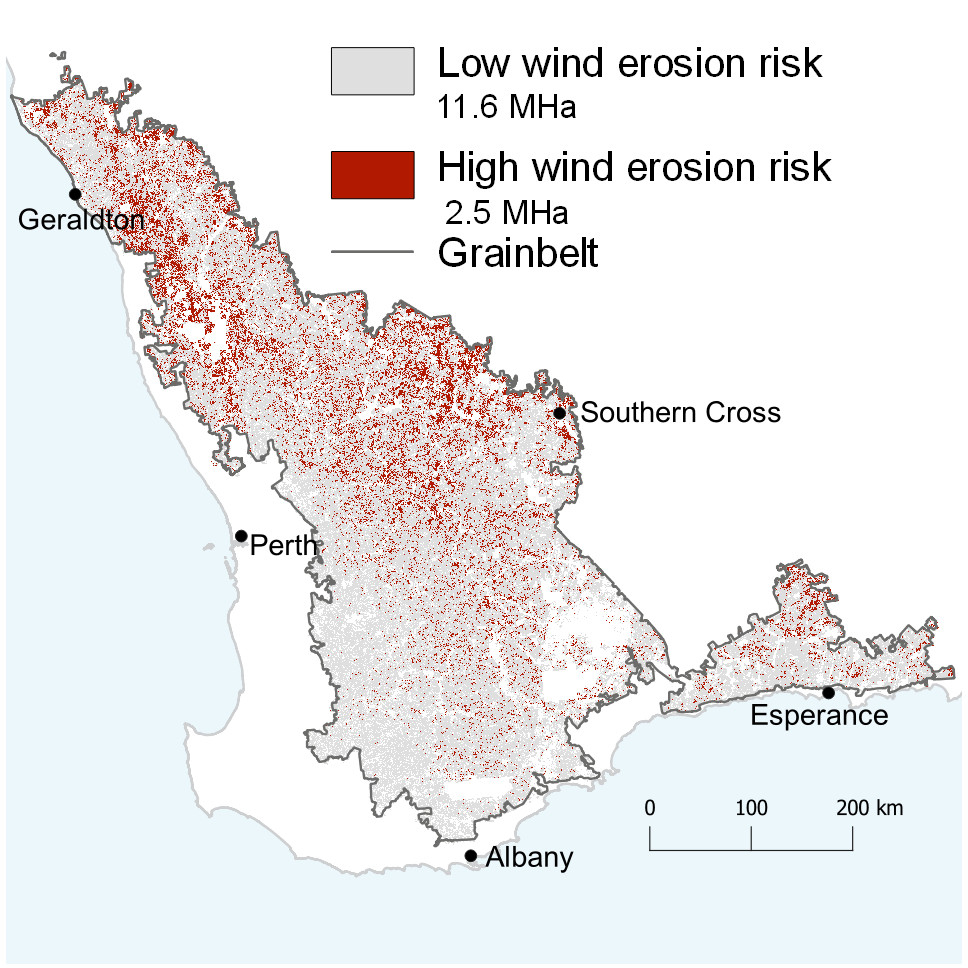 Low wind erosion risk
11.6 MHa
High wind erosion risk
2.5 MHa
Grainbelt
Geraldton
Southern Cross
Perth
Esperance
0 100 200 km
Albany